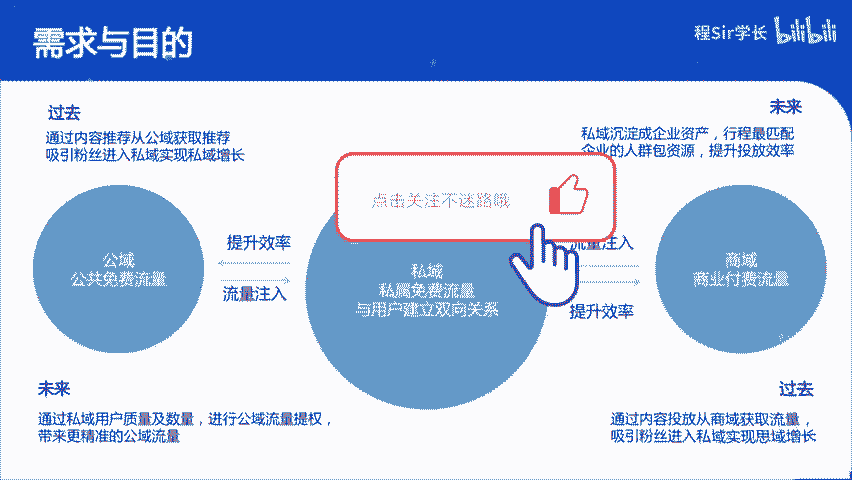 需求与目的
程Sir学长 bilibili
过去
通过内容推荐从公域获取推荐
吸引粉丝进入私域实现私域增长
未来
私域沉淀成企业资产，行程最匹配
企业的人群包资源，提升投放效率
点击关注不迷路哦
提升效率
流量注入
公域
公共免费流量
流量注入
提升效率
私域
私属免费流量
与用户建立双向关系
商域
商业付费流量
未来
通过私域用户质量及数量，进行公域流量提权，
带来更精准的公域流量
过去
通过内容投放从商域获取流量，
吸引粉丝进入私域实现思域增长